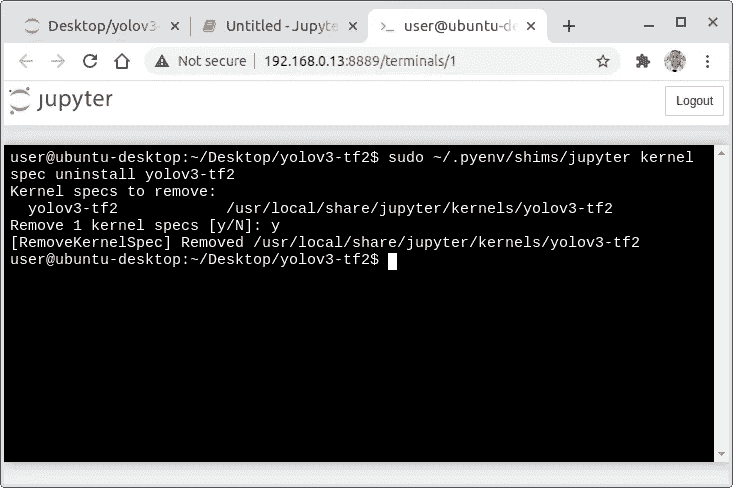 Desktop/yolov3-
Untitled - Jupyte
user@ubuntu-de
Not secure 192.168.0.13:8889/terminals/1
jupyter
Logout
user@ubuntu-desktop:~/Desktop/yolov3-tf2$ sudo ~/.pyenv/shims/jupyter kernel
spec uninstall yolov3-tf2
Kernel specs to remove:
  yolov3-tf2            /usr/local/share/jupyter/kernels/yolov3-tf2
Remove 1 kernel specs [y/N]: y
[RemoveKernelSpec] Removed /usr/local/share/jupyter/kernels/yolov3-tf2
user@ubuntu-desktop:~/Desktop/yolov3-tf2$